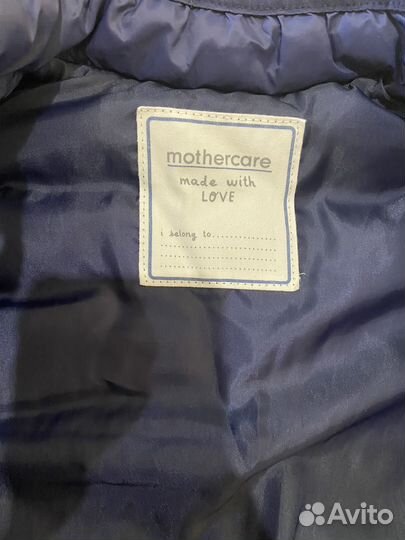 mothercare
made with
LOVE
i belong to
Avito